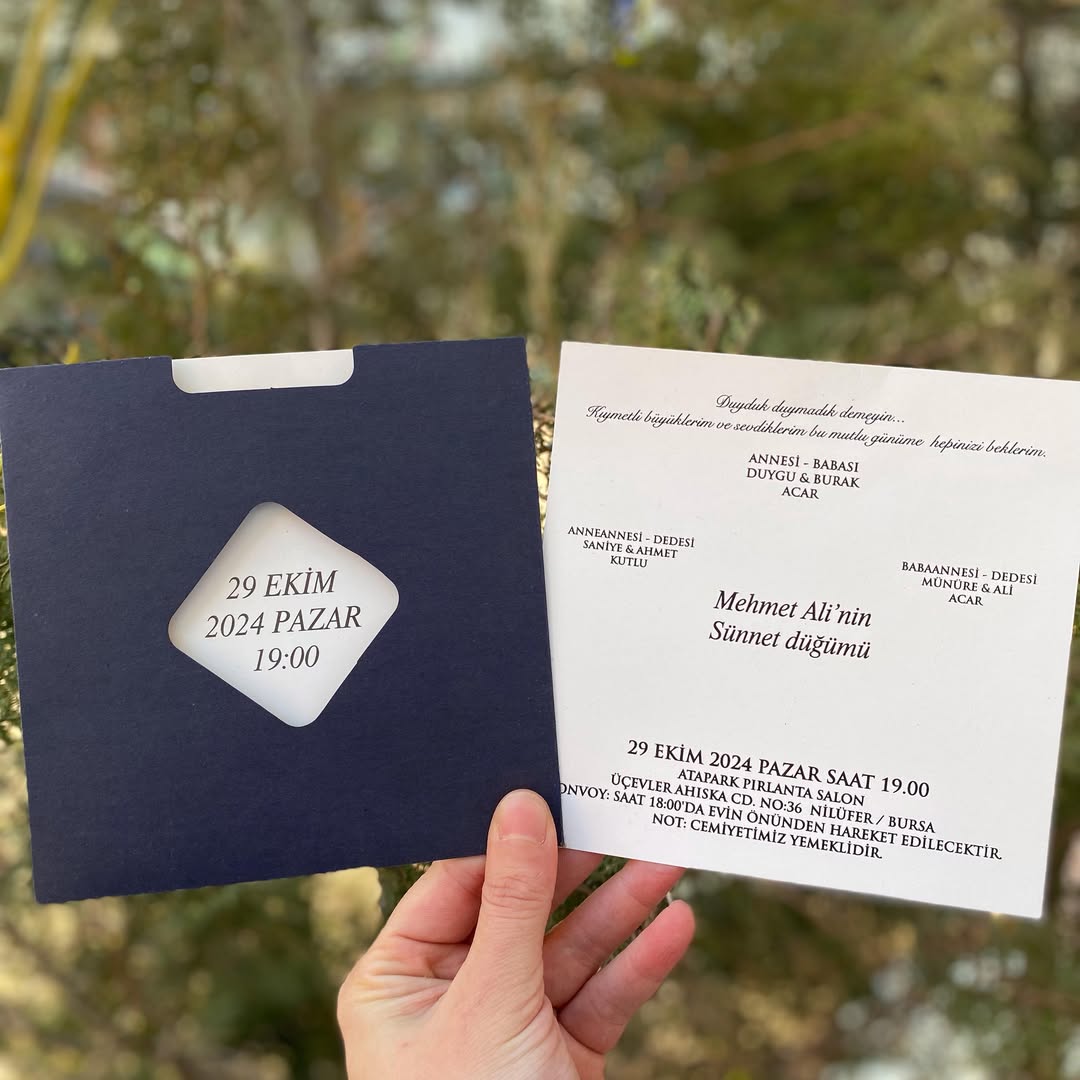 29 EKİM
2024 PAZAR
19:00
Duyduk duymadık demeyin...
Kıymetli büyüklerim ve sevdiklerim bu mutlu günüme hepinizi beklerim.
ANNESİ - BABASI
DUYGU & BURAK
ACAR
ANNEANNESİ - DEDESİ
SANİYE & AHMET
KUTLU
BABAANNESİ - DEDESİ
MÜNÜRE & ALİ
ACAR
Mehmet Ali'nin
Sünnet düğümü
29 EKİM 2024 PAZAR SAAT 19.00
ATAPARK PIRLANTA SALON
ÜÇEVLER AHISKA CD. NO:36 NİLÜFER / BURSA
ONVOY: SAAT 18:00'DA EVİN ÖNÜNDEN HAREKET EDİLECEKTİR.
NOT: CEMİYETİMİZ YEMEKLİDİR.